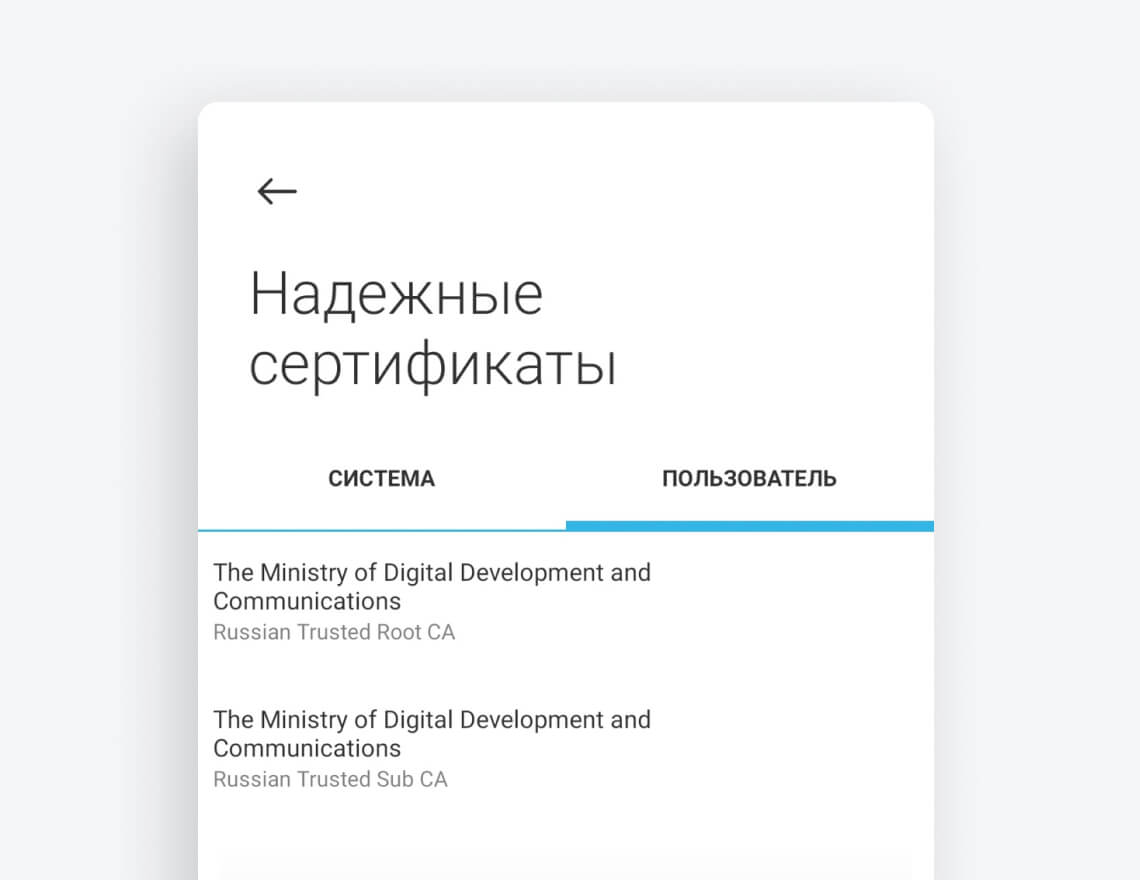 Надежные
сертификаты
СИСТЕМА ПОЛЬЗОВАТЕЛЬ
The Ministry of Digital Development and
Communications
Russian Trusted Root CA
The Ministry of Digital Development and
Communications
Russian Trusted Sub CA